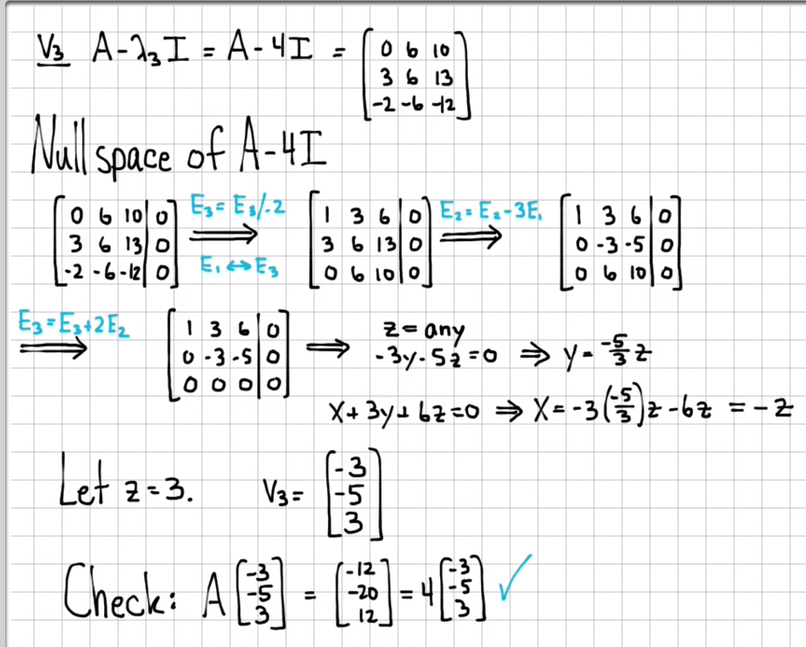 V₃ A-λ₃I = A-4I = [0 6 10; 3 6 13; -2 -6 -12]
Null space of A-4I
[0 6 10 | 0; 3 6 13 | 0; -2 -6 -12 | 0] E₃=E₃/-2 ⟹ E₁↔E₃ [1 3 6 | 0; 3 6 13 | 0; 0 6 10 | 0] E₂=E₂-3E₁ ⟹ [1 3 6 | 0; 0 -3 -5 | 0; 0 6 10 | 0]
E₃=E₃+2E₂ ⟹ [1 3 6 | 0; 0 -3 -5 | 0; 0 0 0 | 0] ⟹ z=any
-3y-5z=0 ⟹ y=-5/3 z
x+3y+6z=0 ⟹ x=-3(-5/3)z-6z = -z
Let z=3. V₃= [-3; -5; 3]
Check: A[-3; -5; 3] = [-12; -20; 12] = 4[-3; -5; 3] ✓